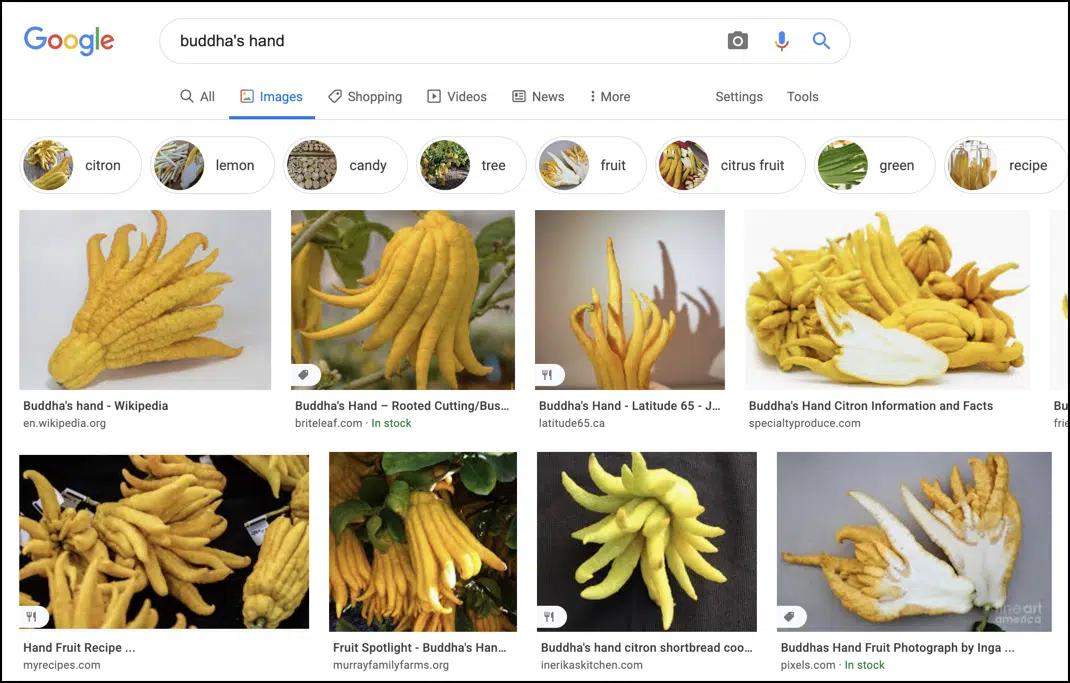 Google
buddha's hand
All Images Shopping Videos News More Settings Tools
citron lemon candy tree fruit citrus fruit green recipe
Buddha's hand - Wikipedia
en.wikipedia.org
Buddha's Hand – Rooted Cutting/Bus...
briteleaf.com · In stock
Buddha's Hand - Latitude 65 - J...
latitude65.ca
Buddha's Hand Citron Information and Facts
specialtyproduce.com
Bu
frie
Hand Fruit Recipe ...
myrecipes.com
Fruit Spotlight - Buddha's Han...
murrayfamilyfarms.org
Buddha's hand citron shortbread coo...
inerikaskitchen.com
fine art
america
Buddhas Hand Fruit Photograph by Inga ...
pixels.com · In stock